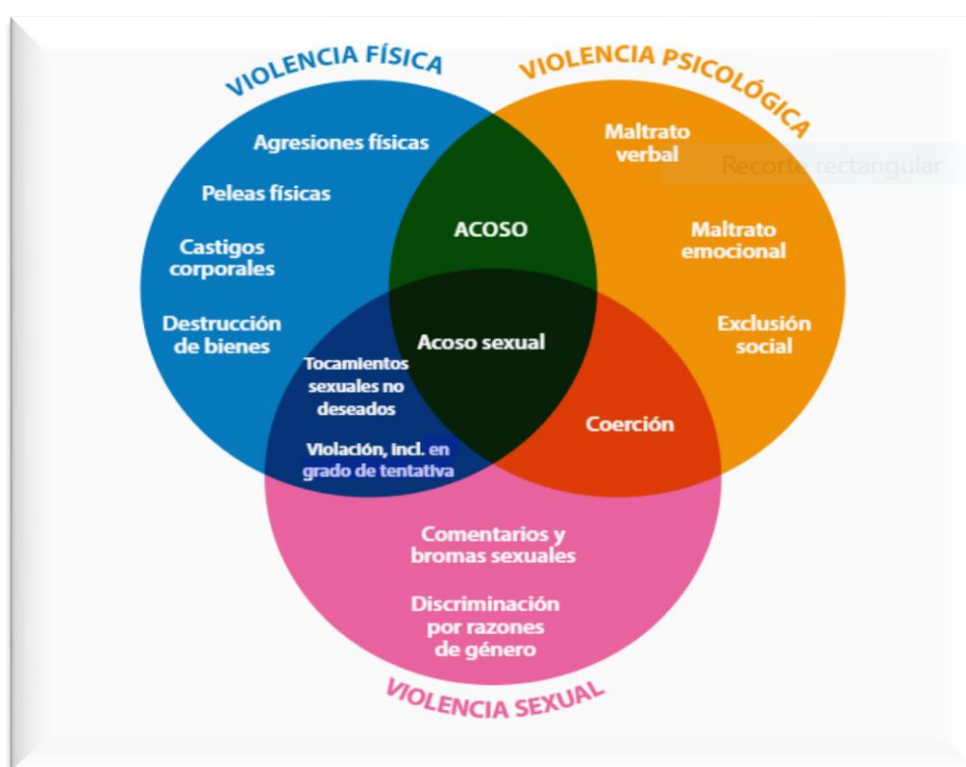 VIOLENCIA FÍSICA
VIOLENCIA PSICOLÓGICA
Agresiones físicas
Peleas físicas
Castigos
corporales
Destrucción
de bienes
ACOSO
Maltrato
verbal
Recorte rectangular
Maltrato
emocional
Exclusión
social
Acoso sexual
Tocamientos
sexuales no
deseados
Violación, incl. en
grado de tentativa
Coerción
Comentarios y
bromas sexuales
Discriminación
por razones
de género
VIOLENCIA SEXUAL